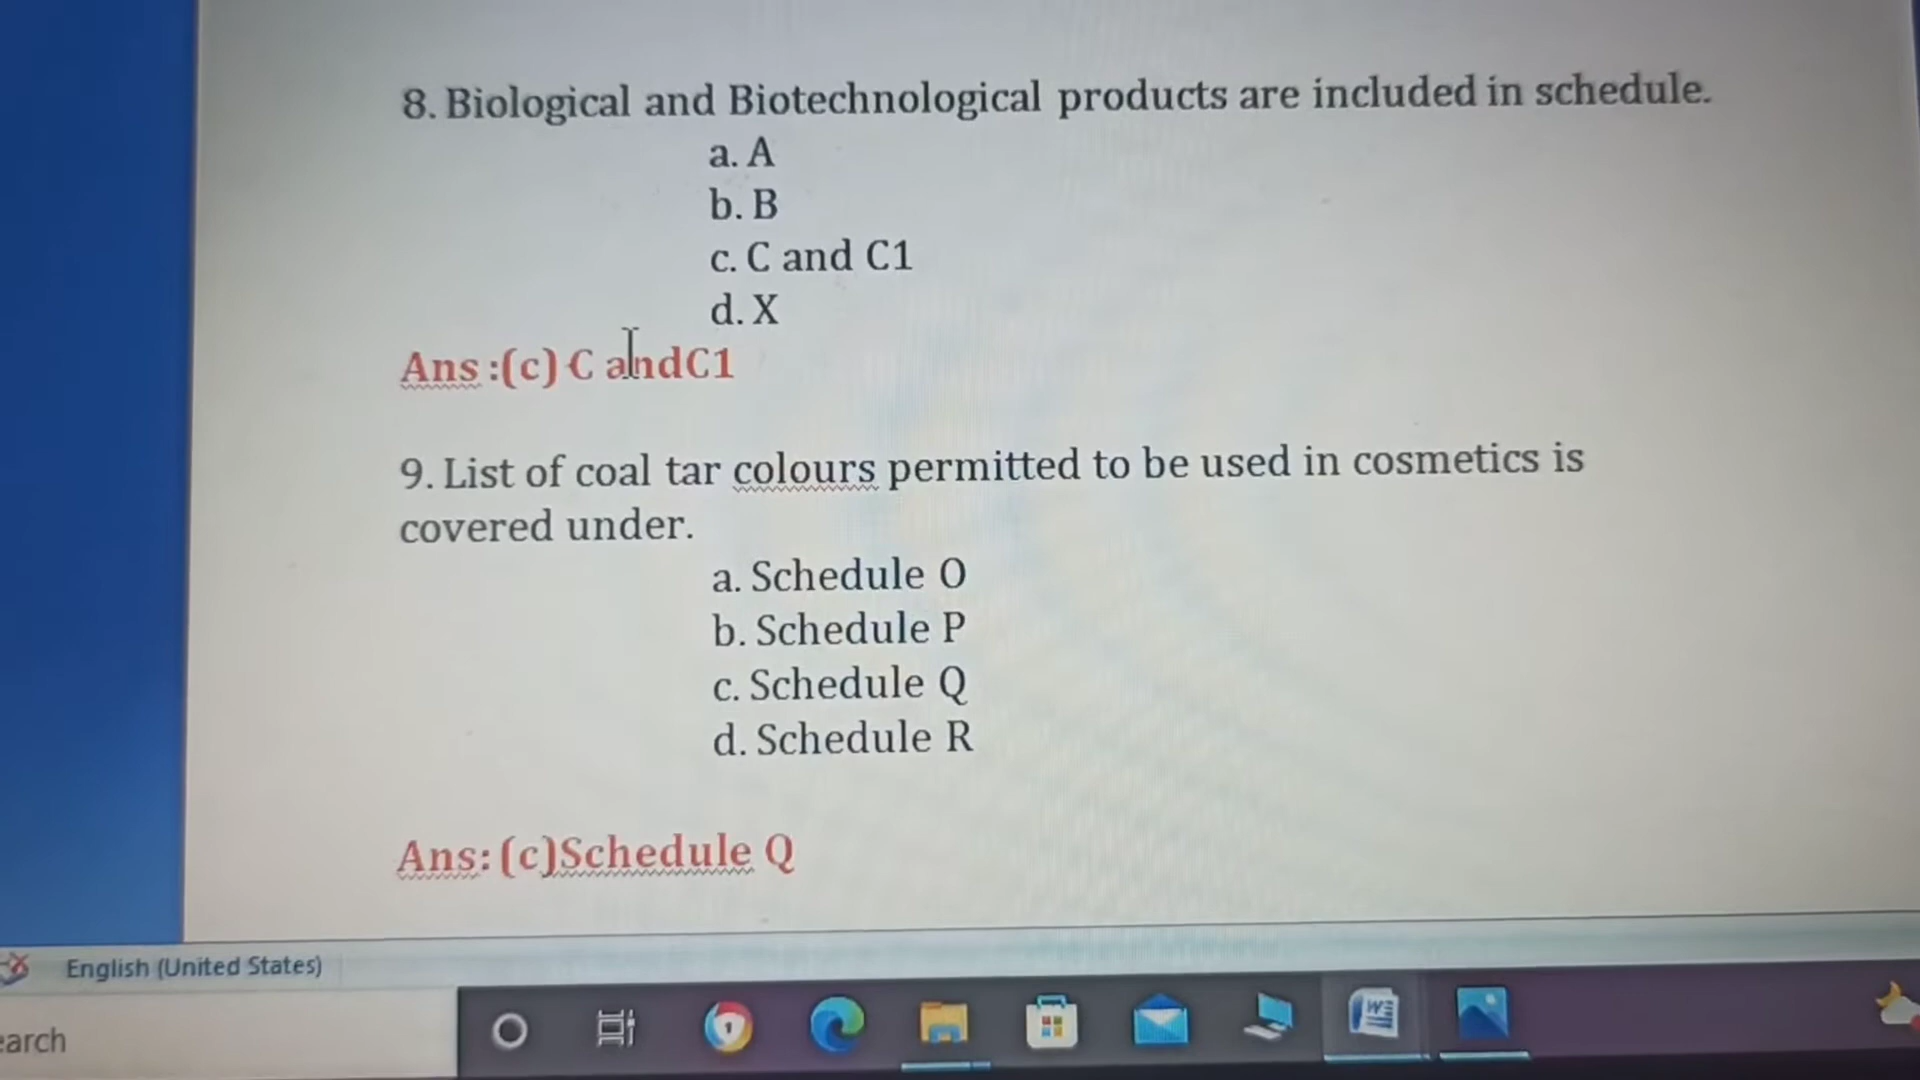 8. Biological and Biotechnological products are included in schedule.
a. A
b. B
c. C and C1
d. X
Ans :(c) C andC1
9. List of coal tar colours permitted to be used in cosmetics is
covered under.
a. Schedule O
b. Schedule P
c. Schedule Q
d. Schedule R
Ans: (c)Schedule Q
English (United States)
earch